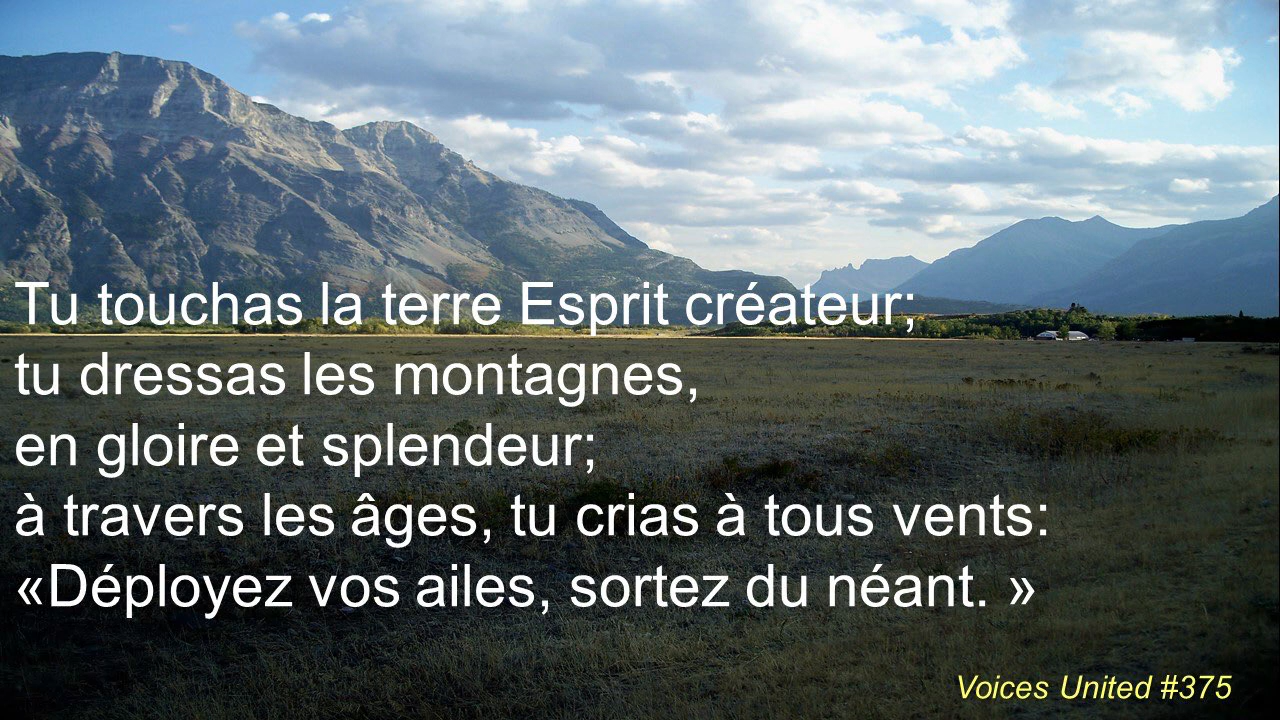 Tu touchas la terre Esprit créateur;
tu dressas les montagnes,
en gloire et splendeur;
à travers les âges, tu crias à tous vents:
«Déployez vos ailes, sortez du néant. »
Voices United #375